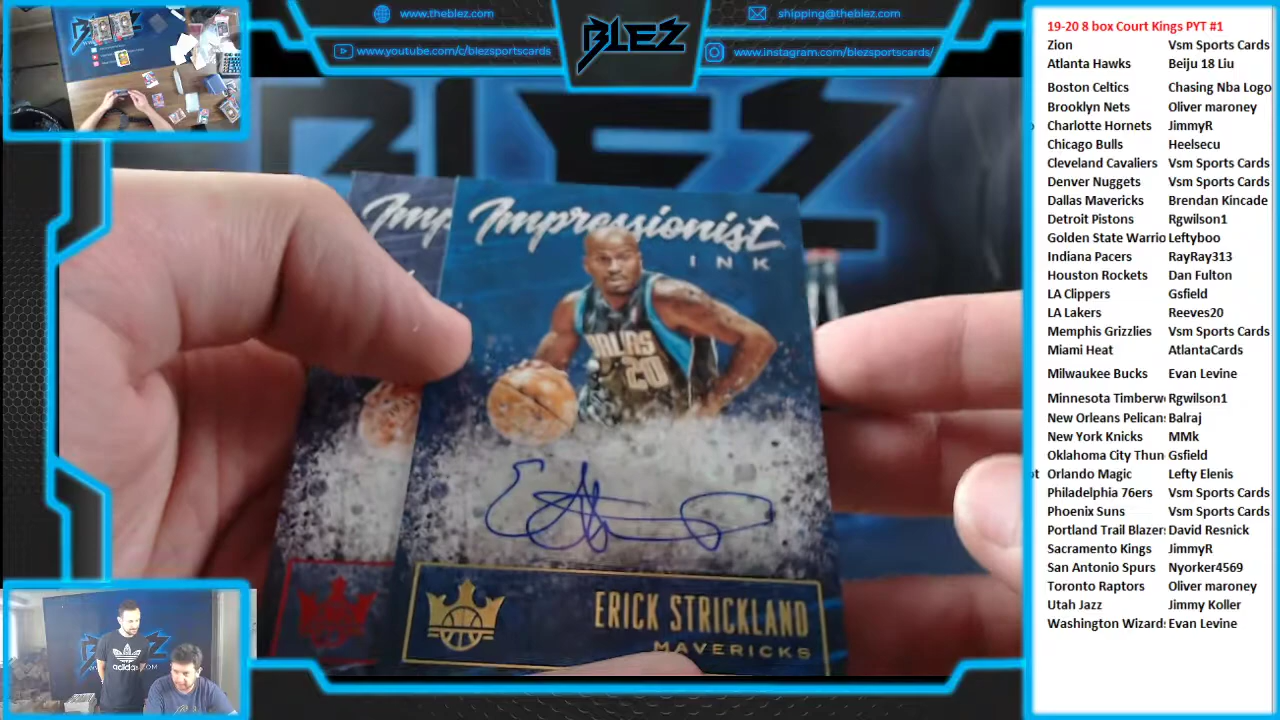 www.theblez.com
shipping@theblez.com
www.youtube.com/c/blezsportscards
www.instagram.com/blezsportscards/
BLEZ
BLEZ
Imp
Impressionist
INK
20
ERICK STRICKLAND
MAVERICKS
adidas
19-20 8 box Court Kings PYT #1
Zion Vsm Sports Cards
Atlanta Hawks Beiju 18 Liu
Boston Celtics Chasing Nba Logo
Brooklyn Nets Oliver maroney
Charlotte Hornets JimmyR
Chicago Bulls Heelsecu
Cleveland Cavaliers Vsm Sports Cards
Denver Nuggets Vsm Sports Cards
Dallas Mavericks Brendan Kincade
Detroit Pistons Rgwilson1
Golden State Warrio Leftyboo
Indiana Pacers RayRay313
Houston Rockets Dan Fulton
LA Clippers Gsfield
LA Lakers Reeves20
Memphis Grizzlies Vsm Sports Cards
Miami Heat AtlantaCards
Milwaukee Bucks Evan Levine
Minnesota Timberw Rgwilson1
New Orleans Pelican Balraj
New York Knicks MMk
Oklahoma City Thun Gsfield
Orlando Magic Lefty Elenis
Philadelphia 76ers Vsm Sports Cards
Phoenix Suns Vsm Sports Cards
Portland Trail Blazer David Resnick
Sacramento Kings JimmyR
San Antonio Spurs Nyorker4569
Toronto Raptors Oliver maroney
Utah Jazz Jimmy Koller
Washington Wizard Evan Levine